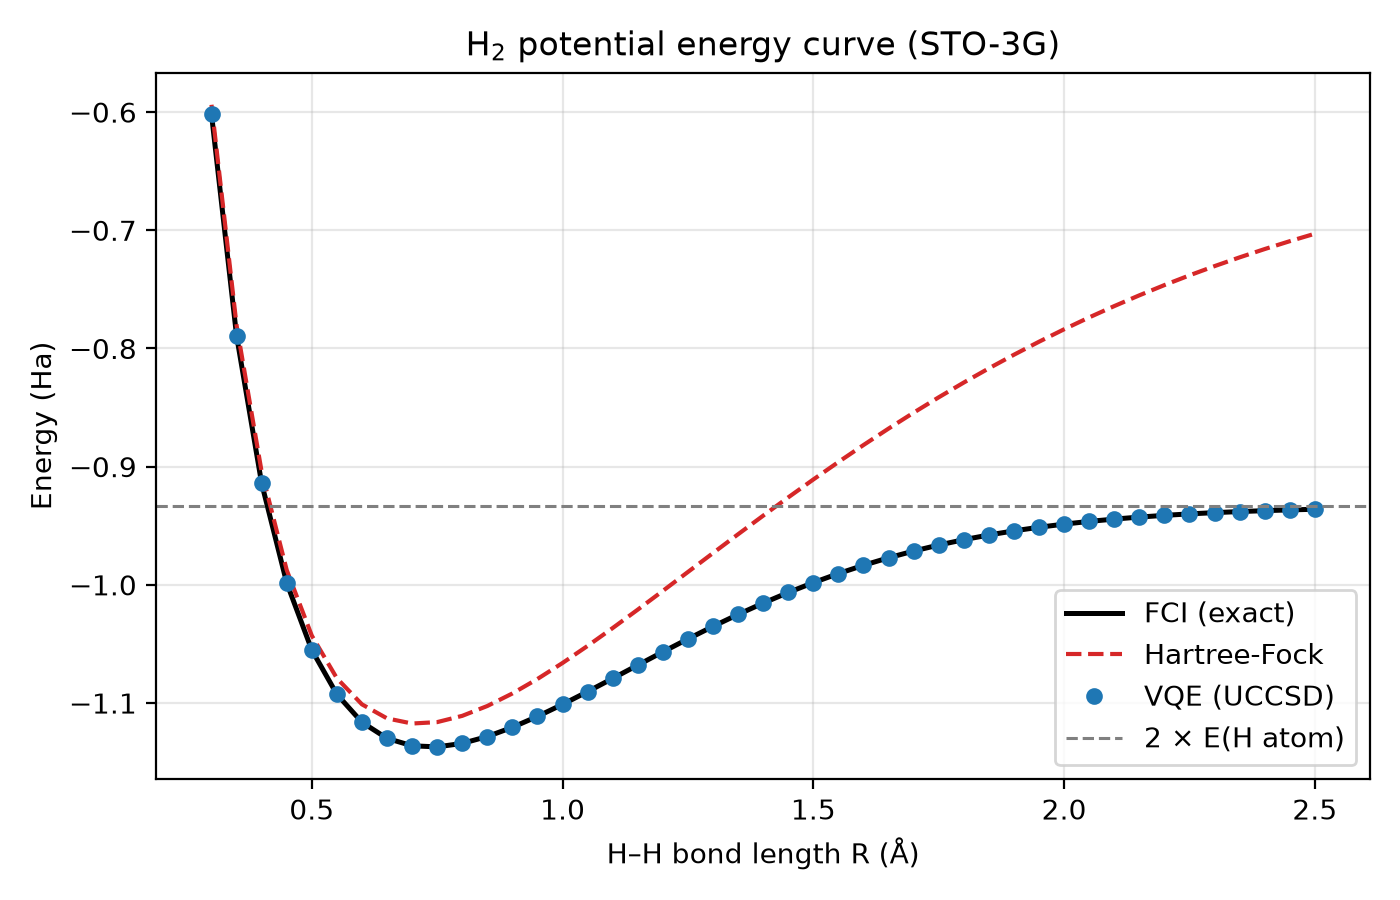 H₂ potential energy curve (STO-3G)
Energy (Ha)
−0.6
−0.7
−0.8
−0.9
−1.0
−1.1
FCI (exact)
Hartree-Fock
VQE (UCCSD)
2 × E(H atom)
0.5 1.0 1.5 2.0 2.5
H–H bond length R (Å)